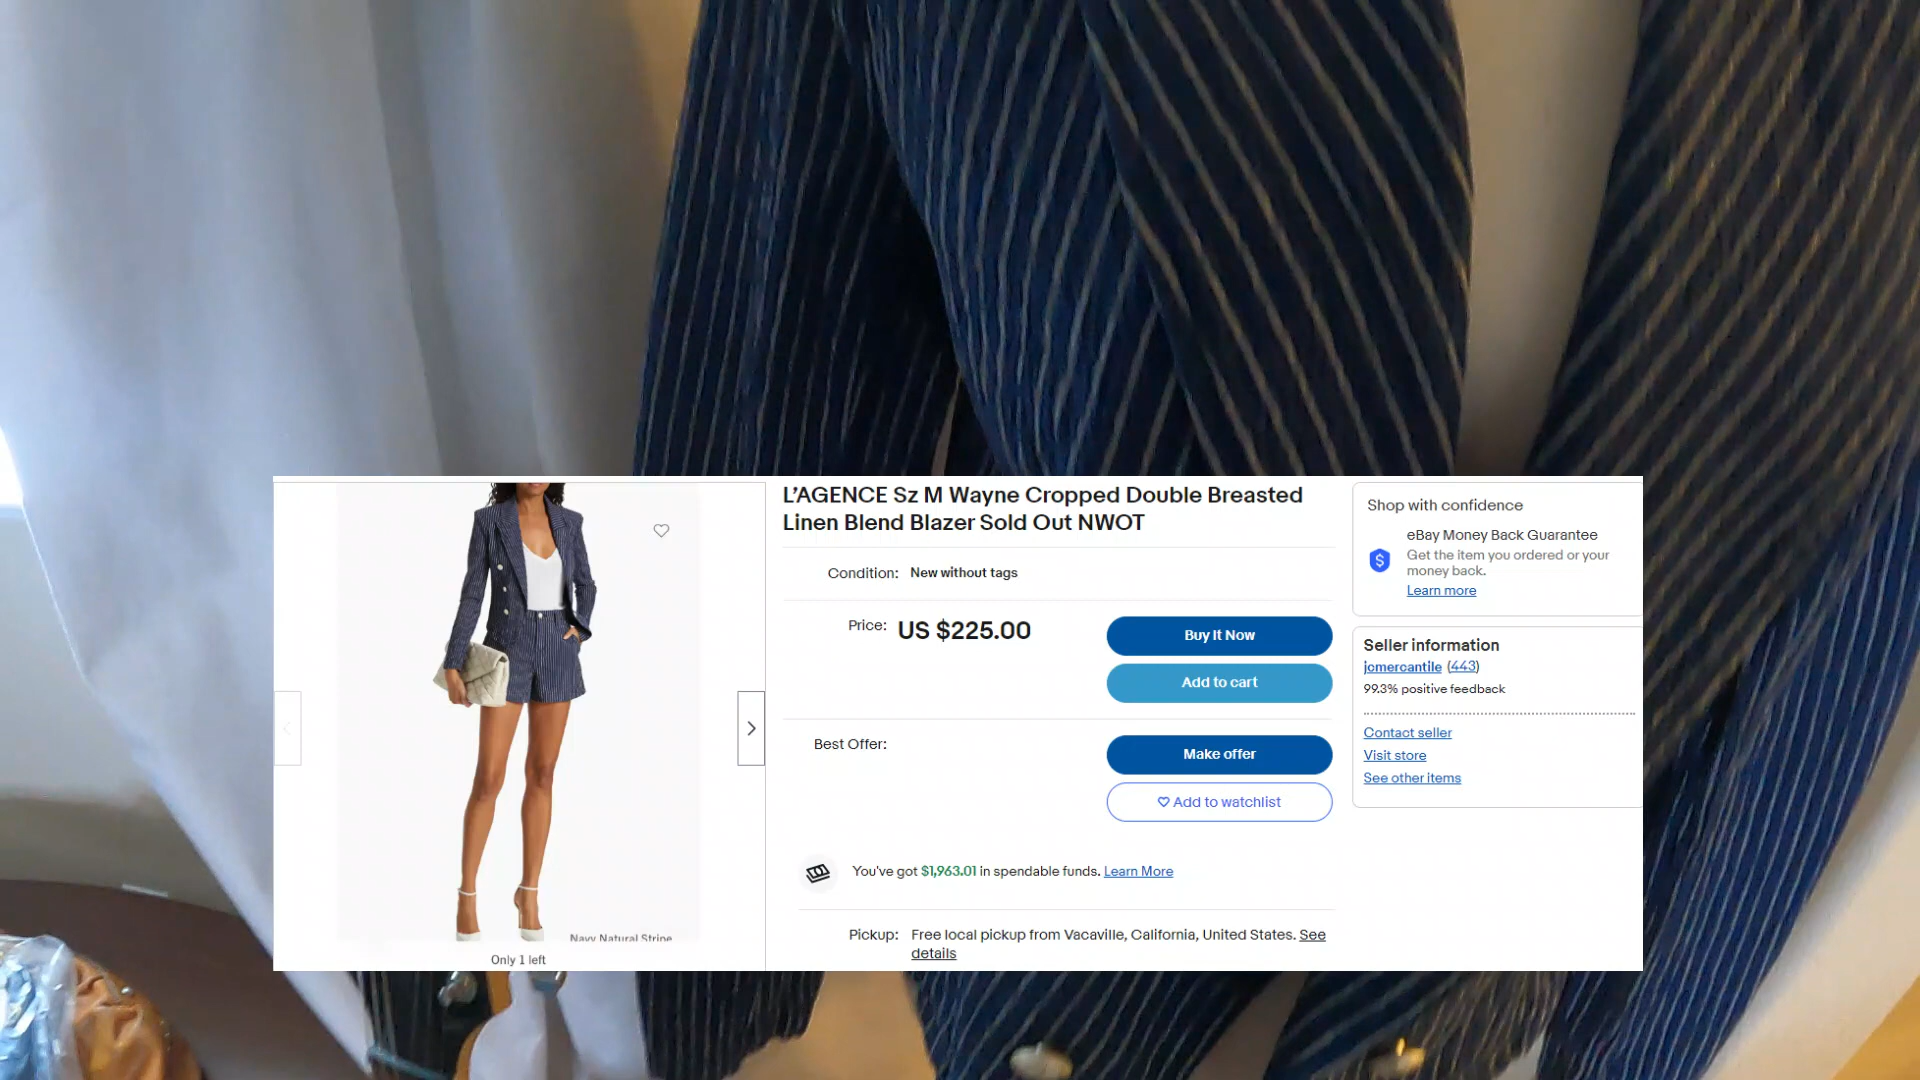 L'AGENCE Sz M Wayne Cropped Double Breasted
Linen Blend Blazer Sold Out NWOT
Condition: New without tags
Price: US $225.00
Buy It Now
Add to cart
Best Offer:
Make offer
Add to watchlist
You've got $1,963.01 in spendable funds. Learn More
Pickup: Free local pickup from Vacaville, California, United States. See
details
Navy Natural Stripe
Only 1 left
Shop with confidence
eBay Money Back Guarantee
Get the item you ordered or your
money back.
Learn more
Seller information
jcmercantile (443)
99.3% positive feedback
Contact seller
Visit store
See other items